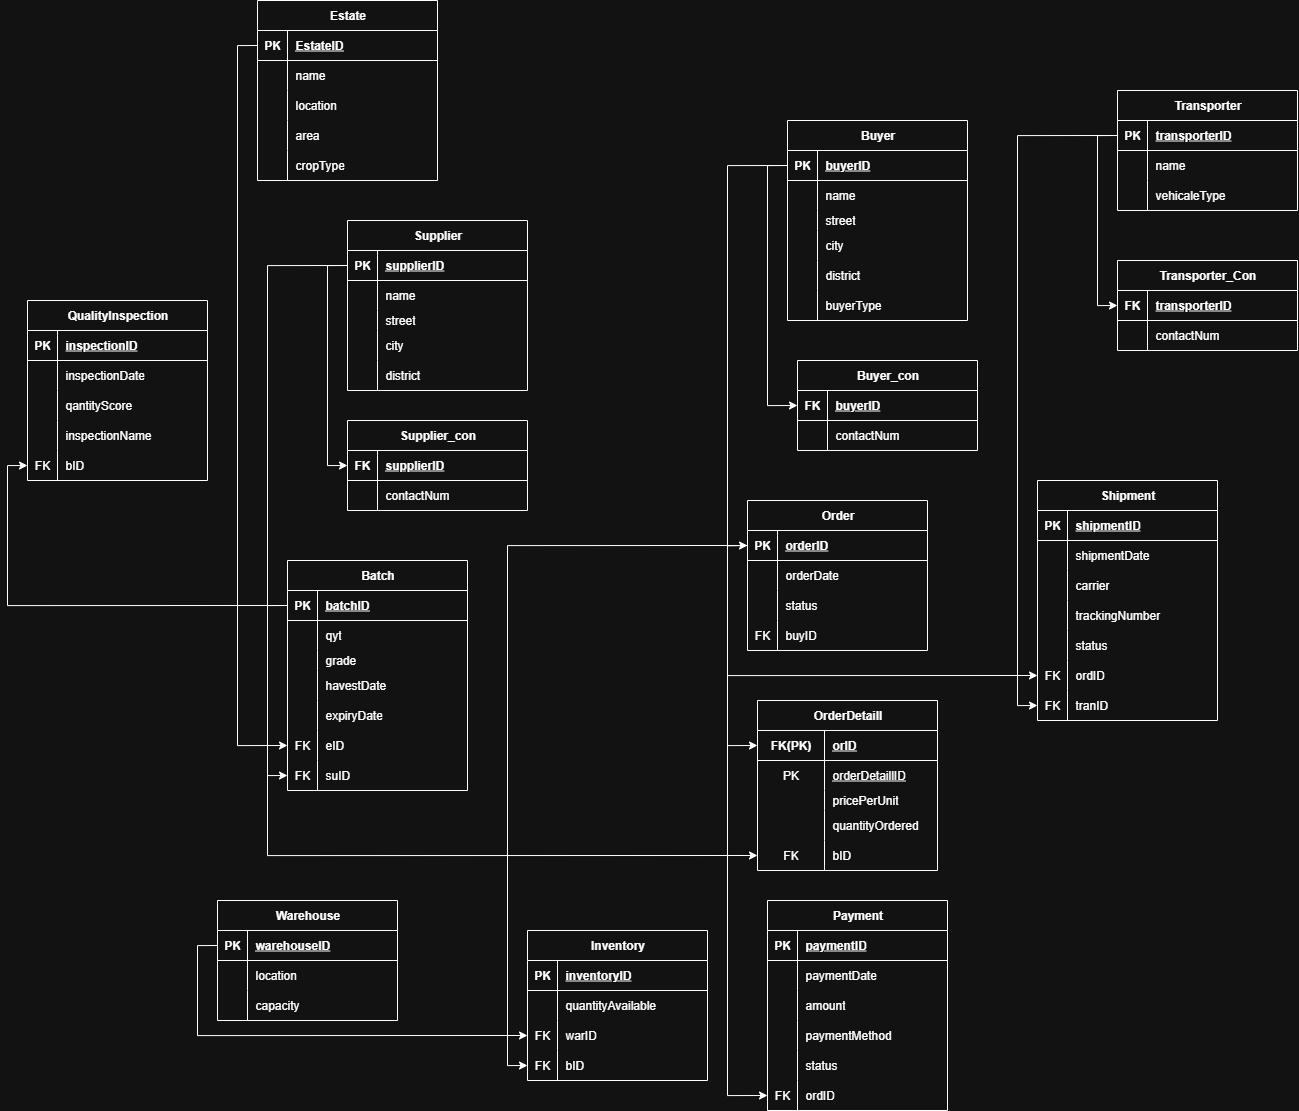 Estate
PK EstateID
name
location
area
cropType
Transporter
PK transporterID
name
vehicaleType
Buyer
PK buyerID
name
street
city
district
buyerType
Supplier
PK supplierID
name
street
city
district
Transporter_Con
FK transporterID
contactNum
QualityInspection
PK inspectionID
inspectionDate
qantityScore
inspectionName
FK bID
Buyer_con
FK buyerID
contactNum
Supplier_con
FK supplierID
contactNum
Shipment
PK shipmentID
shipmentDate
carrier
trackingNumber
status
FK ordID
FK tranID
Order
PK orderID
orderDate
status
FK buyID
Batch
PK batchID
qyt
grade
havestDate
expiryDate
FK eID
FK suID
OrderDetaill
FK(PK) orID
PK orderDetaillID
pricePerUnit
quantityOrdered
FK bID
Warehouse
PK warehouseID
location
capacity
Inventory
PK inventoryID
quantityAvailable
FK warID
FK bID
Payment
PK paymentID
paymentDate
amount
paymentMethod
status
FK ordID